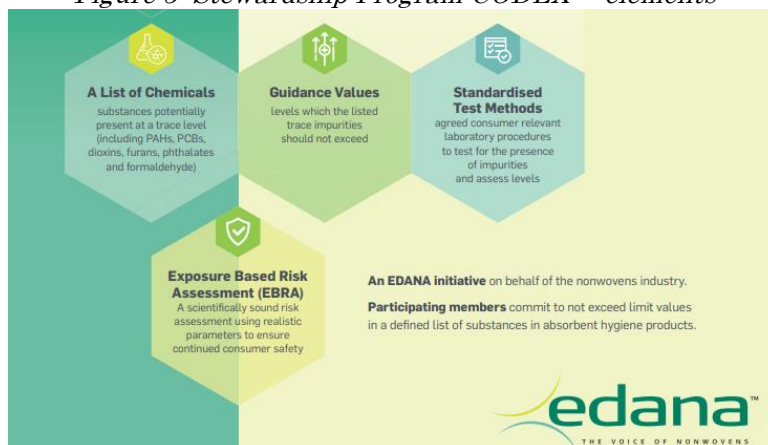 Figure 3 Stewardship Program CODEX™ elements
A List of Chemicals
substances potentially
present at a trace level
(including PAHs, PCBs,
dioxins, furans, phthalates
and formaldehyde)
Guidance Values
levels which the listed
trace impurities
should not exceed
Standardised
Test Methods
agreed consumer relevant
laboratory procedures
to test for the presence
of impurities
and assess levels
Exposure Based Risk
Assessment (EBRA)
A scientifically sound risk
assessment using realistic
parameters to ensure
continued consumer safety
An EDANA initiative on behalf of the nonwovens industry.
Participating members commit to not exceed limit values
in a defined list of substances in absorbent hygiene products.
edana™
THE VOICE OF NONWOVENS